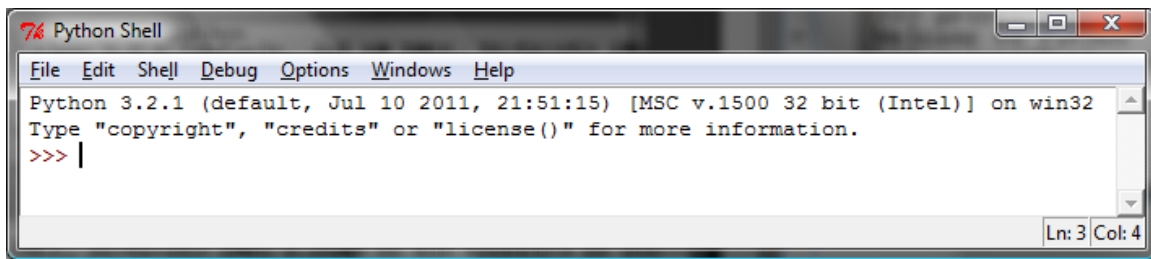 Python Shell
File Edit Shell Debug Options Windows Help
Python 3.2.1 (default, Jul 10 2011, 21:51:15) [MSC v.1500 32 bit (Intel)] on win32
Type "copyright", "credits" or "license()" for more information.
>>>
Ln: 3 Col: 4